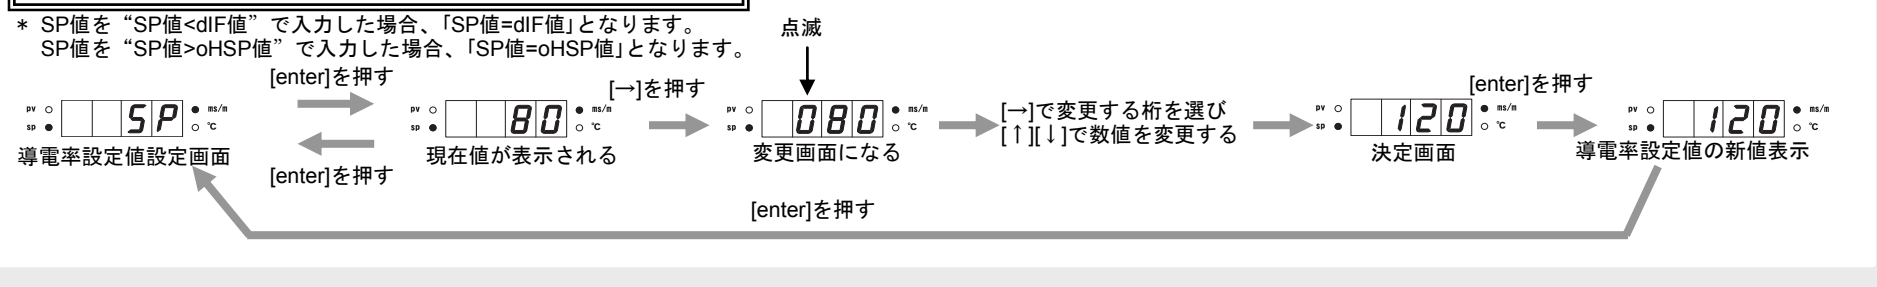 * SP値を“SP値<dIF値”で入力した場合、「SP値=dIF値」となります。
SP値を“SP値>oHSP値”で入力した場合、「SP値=oHSP値」となります。
点滅
[enter]を押す
[→]を押す
[enter]を押す
pv SP ms/m
sp ℃
pv 80 ms/m
sp ℃
pv 080 ms/m
sp ℃
[→]で変更する桁を選び
[↑][↓]で数値を変更する
pv 120 ms/m
sp ℃
pv 120 ms/m
sp ℃
導電率設定値設定画面
現在値が表示される
変更画面になる
決定画面
導電率設定値の新値表示
[enter]を押す
[enter]を押す